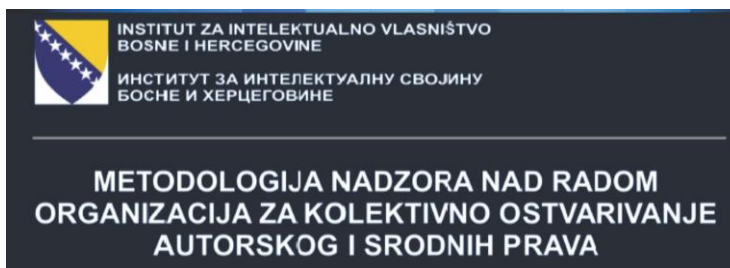 INSTITUT ZA INTELEKTUALNO VLASNIŠTVO
BOSNE I HERCEGOVINE
ИНСТИТУТ ЗА ИНТЕЛЕКТУАЛНУ СВОЈИНУ
БОСНЕ И ХЕРЦЕГОВИНЕ
METODOLOGIJA NADZORA NAD RADOM
ORGANIZACIJA ZA KOLEKTIVNO OSTVARIVANJE
AUTORSKOG I SRODNIH PRAVA